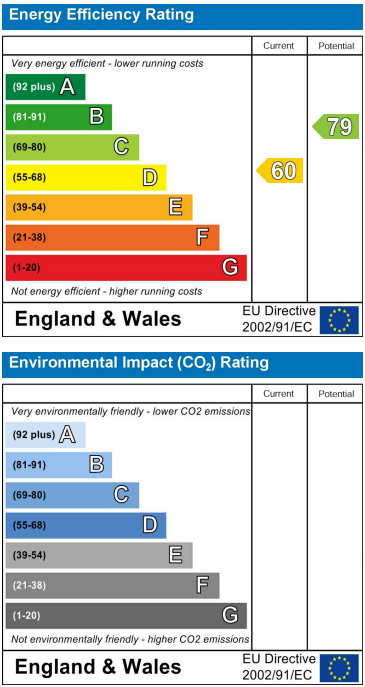 Energy Efficiency Rating
Current Potential
Very energy efficient - lower running costs
(92 plus) A
(81-91) B
(69-80) C
(55-68) D
(39-54) E
(21-38) F
(1-20) G
60
79
Not energy efficient - higher running costs
England & Wales
EU Directive
2002/91/EC
Environmental Impact (CO₂) Rating
Current Potential
Very environmentally friendly - lower CO2 emissions
(92 plus) A
(81-91) B
(69-80) C
(55-68) D
(39-54) E
(21-38) F
(1-20) G
Not environmentally friendly - higher CO2 emissions
England & Wales
EU Directive
2002/91/EC